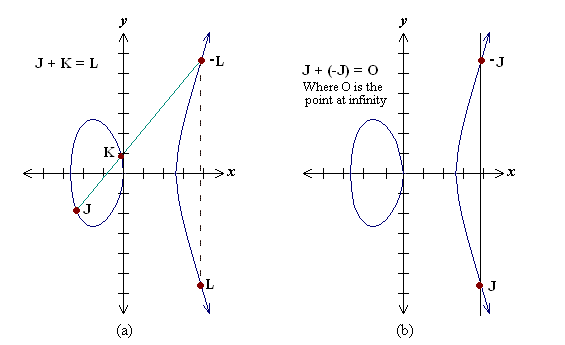 y
J + K = L
-L
K
x
J
L
(a)
y
J + (-J) = O
Where O is the
point at infinity
-J
x
J
(b)